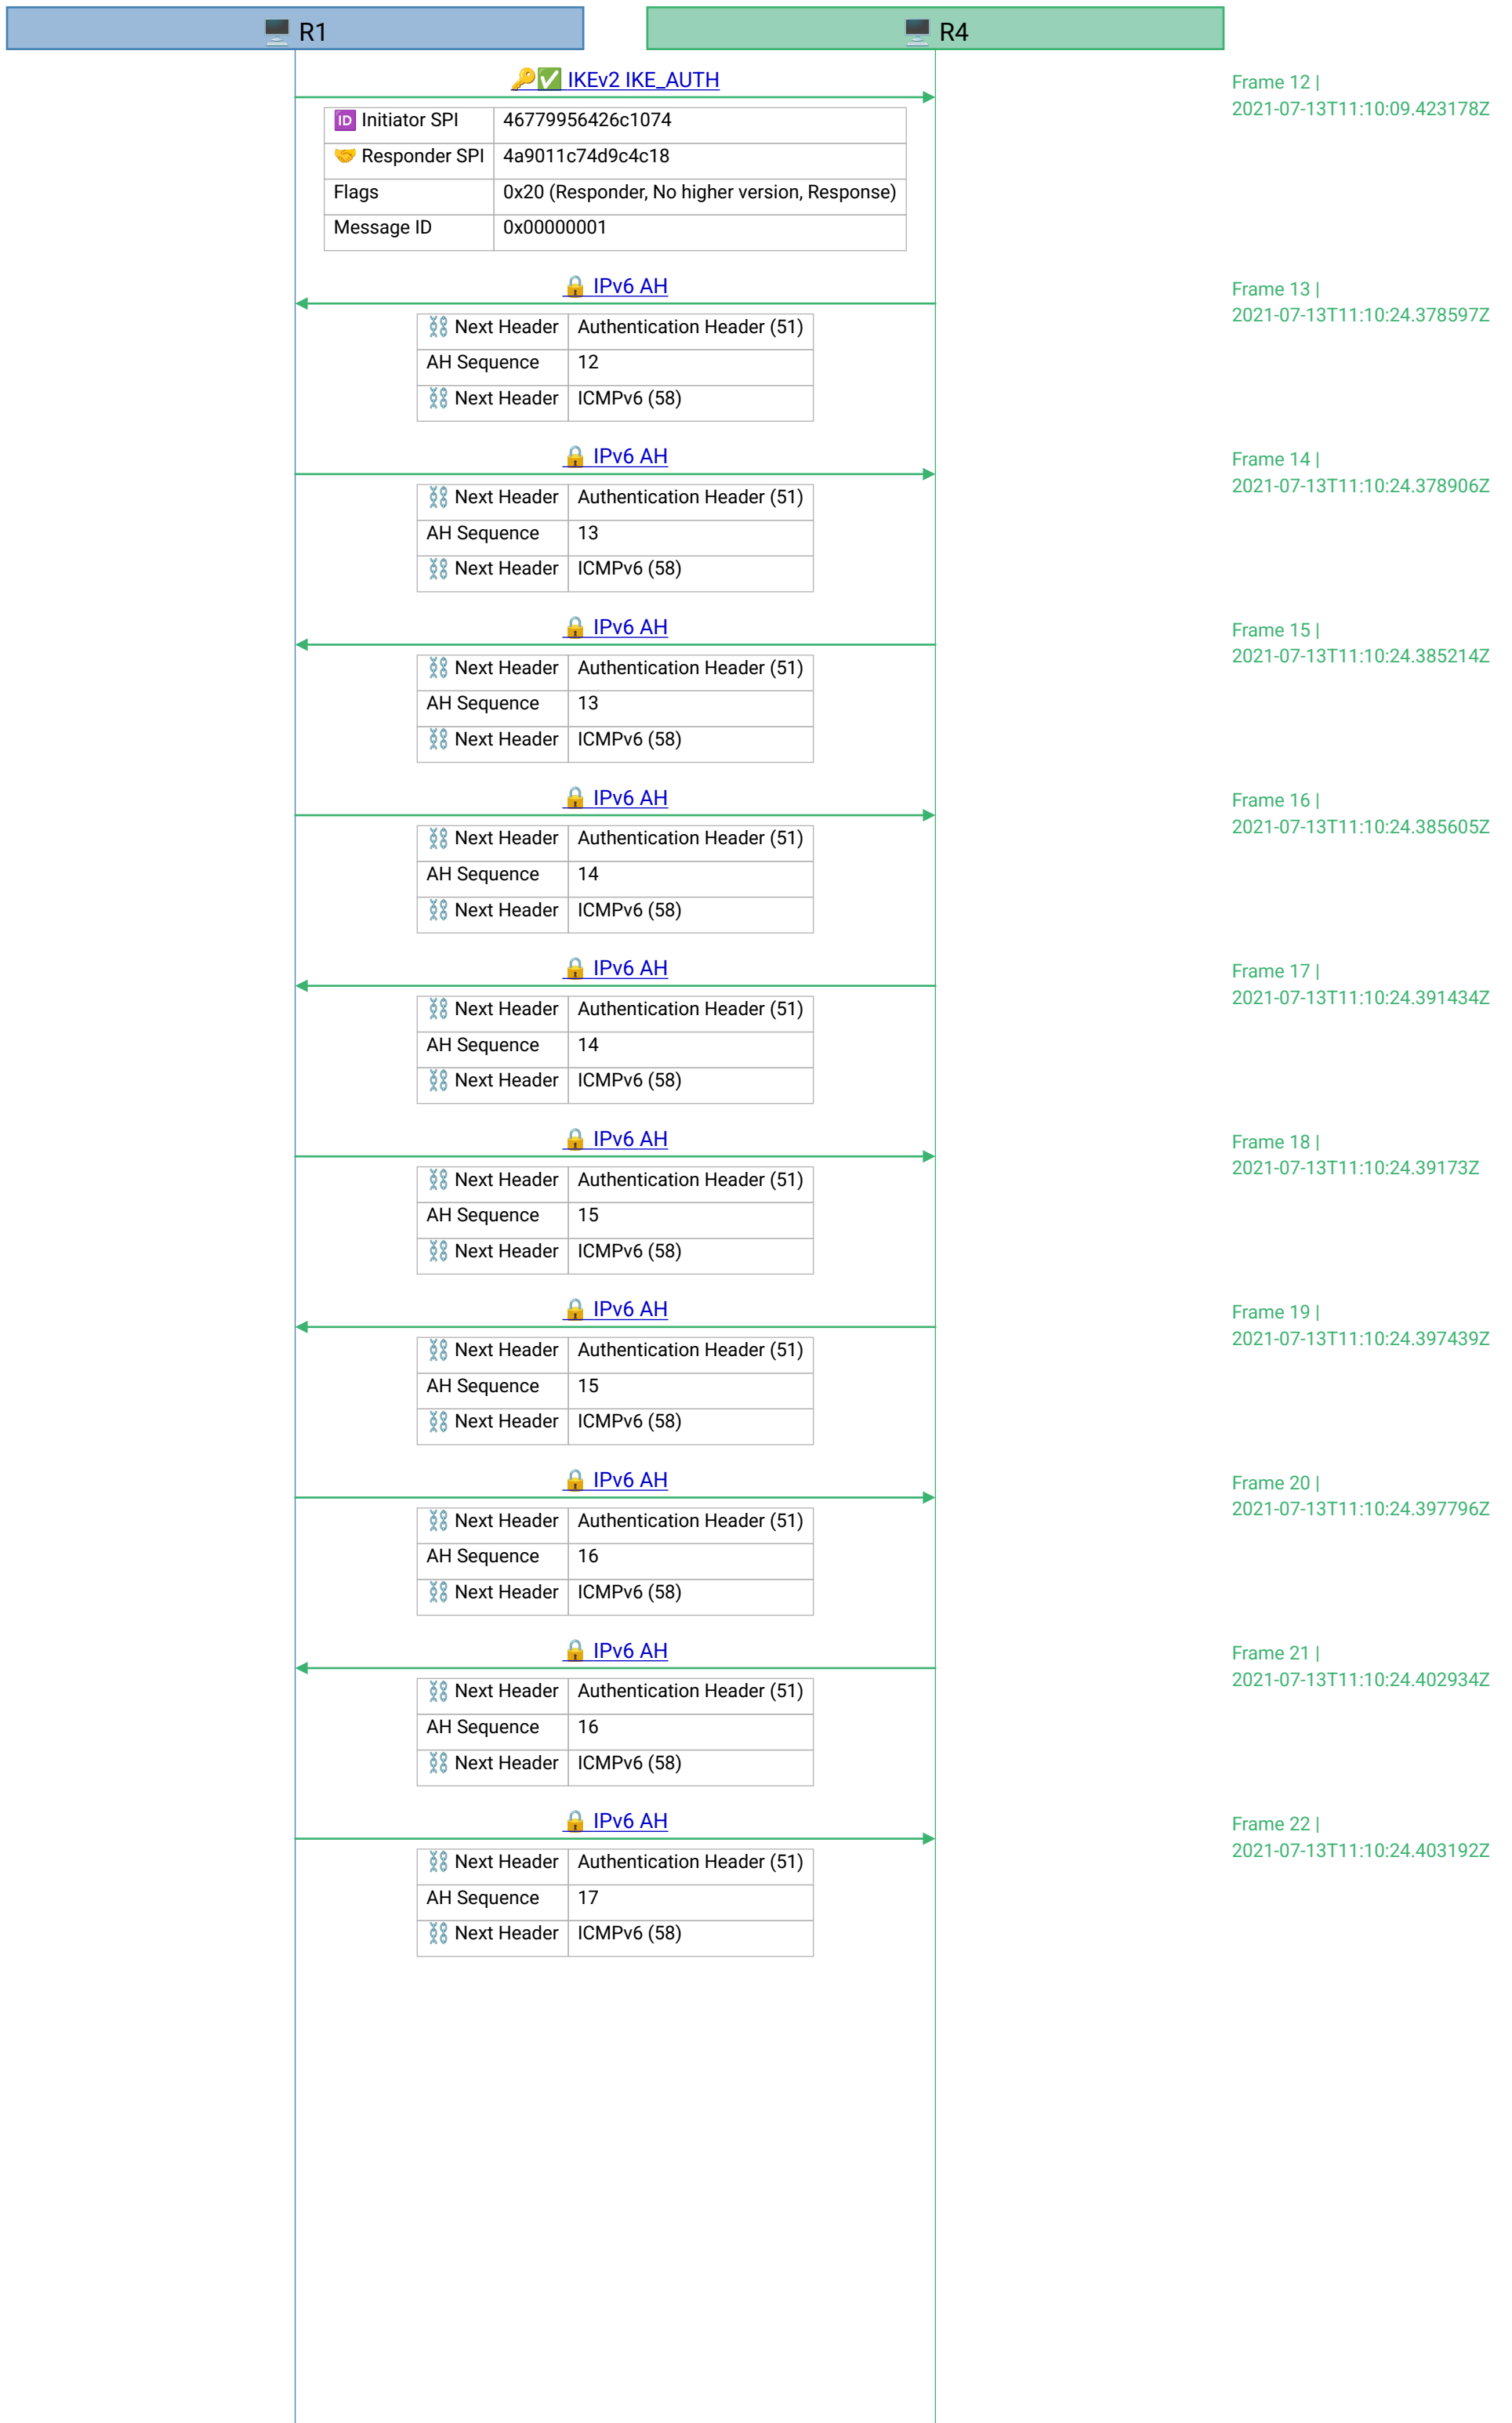 🖥️ R1
🖥️ R4
🔑✅ IKEv2 IKE_AUTH
Frame 12 |
2021-07-13T11:10:09.423178Z
🆔 Initiator SPI 46779956426c1074
🤝 Responder SPI 4a9011c74d9c4c18
Flags 0x20 (Responder, No higher version, Response)
Message ID 0x00000001
🔒 IPv6 AH
Frame 13 |
2021-07-13T11:10:24.378597Z
⛓️ Next Header Authentication Header (51)
AH Sequence 12
⛓️ Next Header ICMPv6 (58)
🔒 IPv6 AH
Frame 14 |
2021-07-13T11:10:24.378906Z
⛓️ Next Header Authentication Header (51)
AH Sequence 13
⛓️ Next Header ICMPv6 (58)
🔒 IPv6 AH
Frame 15 |
2021-07-13T11:10:24.385214Z
⛓️ Next Header Authentication Header (51)
AH Sequence 13
⛓️ Next Header ICMPv6 (58)
🔒 IPv6 AH
Frame 16 |
2021-07-13T11:10:24.385605Z
⛓️ Next Header Authentication Header (51)
AH Sequence 14
⛓️ Next Header ICMPv6 (58)
🔒 IPv6 AH
Frame 17 |
2021-07-13T11:10:24.391434Z
⛓️ Next Header Authentication Header (51)
AH Sequence 14
⛓️ Next Header ICMPv6 (58)
🔒 IPv6 AH
Frame 18 |
2021-07-13T11:10:24.39173Z
⛓️ Next Header Authentication Header (51)
AH Sequence 15
⛓️ Next Header ICMPv6 (58)
🔒 IPv6 AH
Frame 19 |
2021-07-13T11:10:24.397439Z
⛓️ Next Header Authentication Header (51)
AH Sequence 15
⛓️ Next Header ICMPv6 (58)
🔒 IPv6 AH
Frame 20 |
2021-07-13T11:10:24.397796Z
⛓️ Next Header Authentication Header (51)
AH Sequence 16
⛓️ Next Header ICMPv6 (58)
🔒 IPv6 AH
Frame 21 |
2021-07-13T11:10:24.402934Z
⛓️ Next Header Authentication Header (51)
AH Sequence 16
⛓️ Next Header ICMPv6 (58)
🔒 IPv6 AH
Frame 22 |
2021-07-13T11:10:24.403192Z
⛓️ Next Header Authentication Header (51)
AH Sequence 17
⛓️ Next Header ICMPv6 (58)